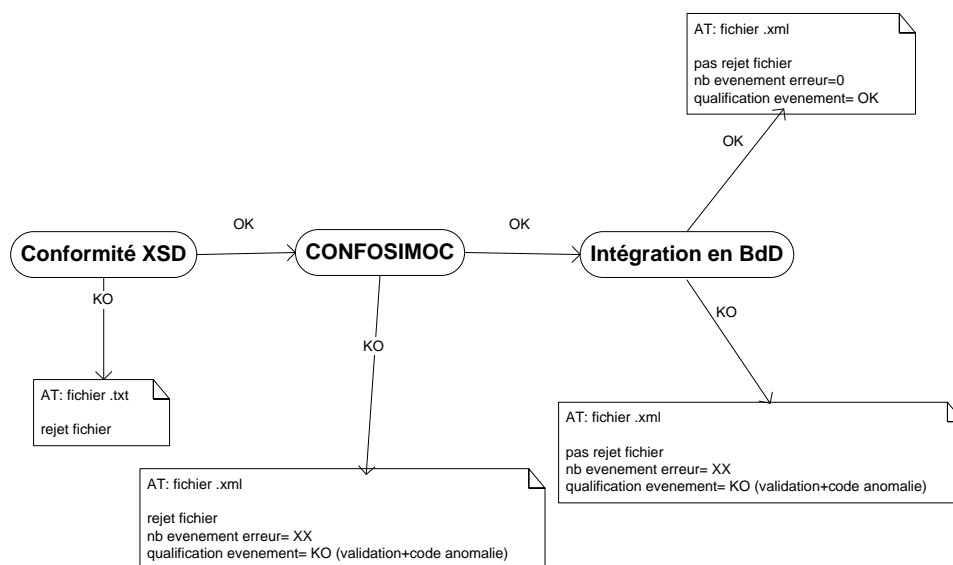 AT: fichier .xml
pas rejet fichier
nb evenement erreur=0
qualification evenement= OK
OK
OK
OK
Conformité XSD
CONFOSIMOC
Intégration en BdD
KO
KO
KO
AT: fichier .txt
rejet fichier
AT: fichier .xml
pas rejet fichier
nb evenement erreur= XX
qualification evenement= KO (validation+code anomalie)
AT: fichier .xml
rejet fichier
nb evenement erreur= XX
qualification evenement= KO (validation+code anomalie)